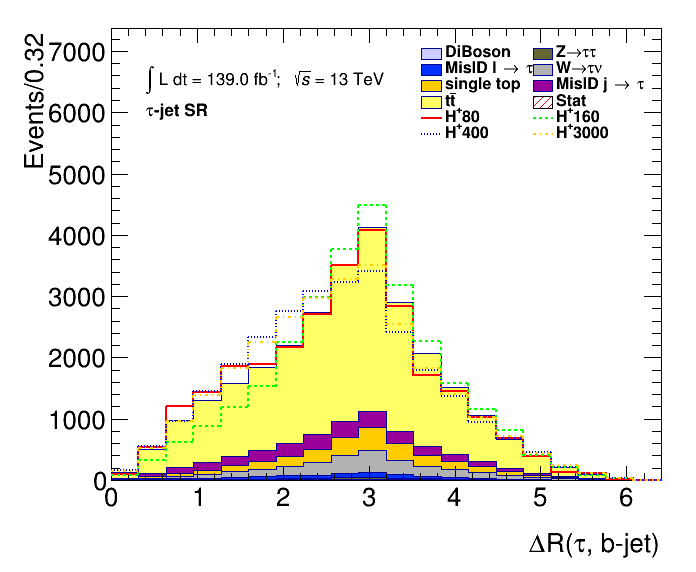 Events/0.32
7000
6000
5000
4000
3000
2000
1000
0
∫ L dt = 139.0 fb⁻¹; √s = 13 TeV
τ-jet SR
DiBoson Z→ττ
MisID l → τ W→τν
single top MisID j → τ
tt̄ Stat
H⁺80 H⁺160
H⁺400 H⁺3000
0 1 2 3 4 5 6
ΔR(τ, b-jet)